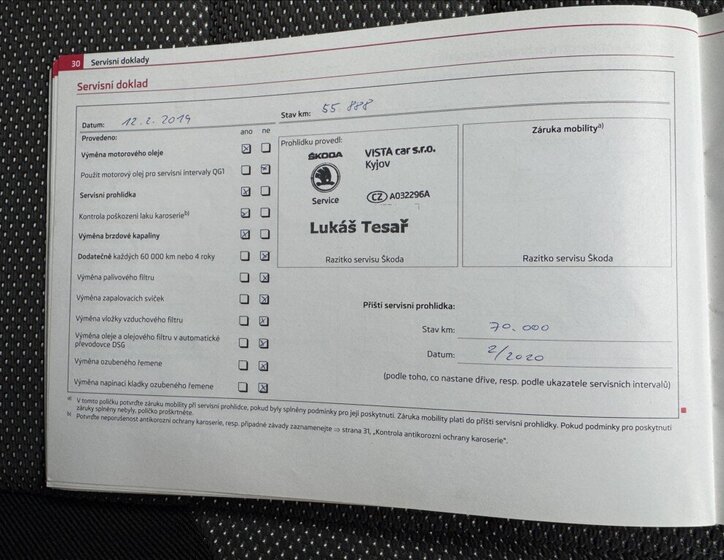 30 Servisní doklady
Servisní doklad
Datum: 12.2.2019
Stav km: 55 888
Provedeno: ano ne
Výměna motorového oleje
Použit motorový olej pro servisní intervaly QG1
Servisní prohlídka
Kontrola poškození laku karoserie b)
Výměna brzdové kapaliny
Dodatečně každých 60 000 km nebo 4 roky
Výměna palivového filtru
Výměna zapalovacích svíček
Výměna vložky vzduchového filtru
Výměna oleje a olejového filtru v automatické
převodovce DSG
Výměna ozubeného řemene
Výměna napínací kladky ozubeného řemene
Prohlídku provedl:
ŠKODA
Service
VISTA car s.r.o.
Kyjov
CZ A032296A
Lukáš Tesař
Razítko servisu Škoda
Záruka mobility a)
Razítko servisu Škoda
Příští servisní prohlídka:
Stav km: 70.000
Datum: 2/2020
(podle toho, co nastane dříve, resp. podle ukazatele servisních intervalů)
a) V tomto políčku potvrďte záruku mobility při servisní prohlídce, pokud byly splněny podmínky pro její poskytnutí. Záruka mobility platí do příští servisní prohlídky. Pokud podmínky pro poskytnutí
záruky splněny nebyly, políčko proškrtněte.
b) Potvrďte neporušenost antikorozní ochrany karoserie, resp. případné závady zaznamenejte ⇒ strana 31, „Kontrola antikorozní ochrany karoserie".